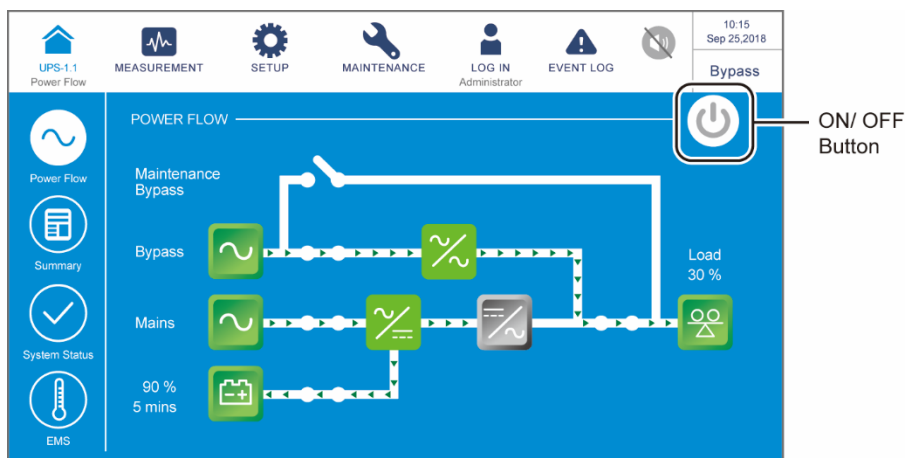 UPS-1.1
Power Flow
MEASUREMENT
SETUP
MAINTENANCE
LOG IN
Administrator
EVENT LOG
10:15
Sep 25,2018
Bypass
POWER FLOW
ON/ OFF
Button
Power Flow
Summary
System Status
EMS
Maintenance
Bypass
Bypass
Mains
90 %
5 mins
Load
30 %